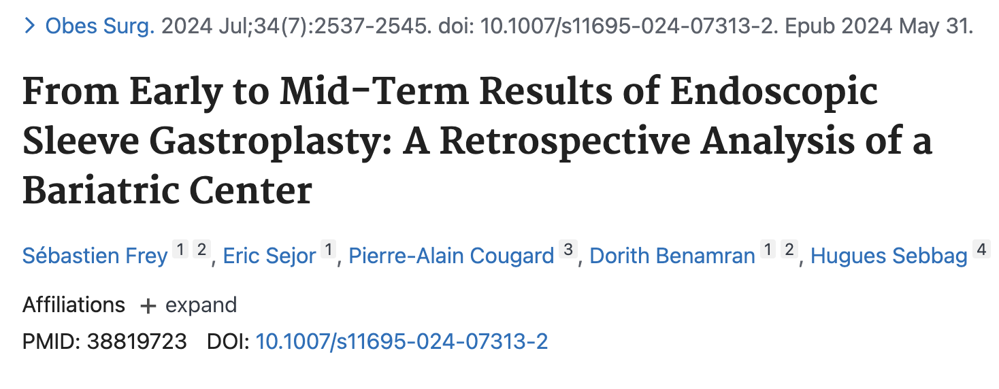 > Obes Surg. 2024 Jul;34(7):2537-2545. doi: 10.1007/s11695-024-07313-2. Epub 2024 May 31.
From Early to Mid-Term Results of Endoscopic
Sleeve Gastroplasty: A Retrospective Analysis of a
Bariatric Center
Sébastien Frey 1 2, Eric Sejor 1, Pierre-Alain Cougard 3, Dorith Benamran 1 2, Hugues Sebbag 4
Affiliations + expand
PMID: 38819723 DOI: 10.1007/s11695-024-07313-2